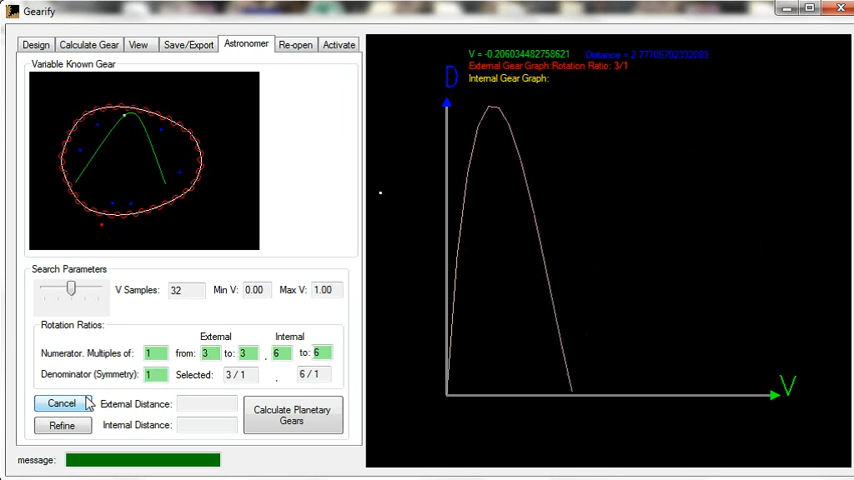 Gearify
Design Calculate Gear View Save/Export Astronomer Re-open Activate
Variable Known Gear
Search Parameters
V Samples: 32 Min V: 0.00 Max V: 1.00
Rotation Ratios:
External Internal
Numerator. Multiples of: 1 from: 3 to: 3 , 6 to: 6
Denominator (Symmetry): 1 Selected: 3 / 1 , 6 / 1
Cancel External Distance:
Refine Internal Distance:
Calculate Planetary Gears
message:
V = -0.206034482758621
External Gear Graph Rotation Ratio: 3/1
Internal Gear Graph:
D
V